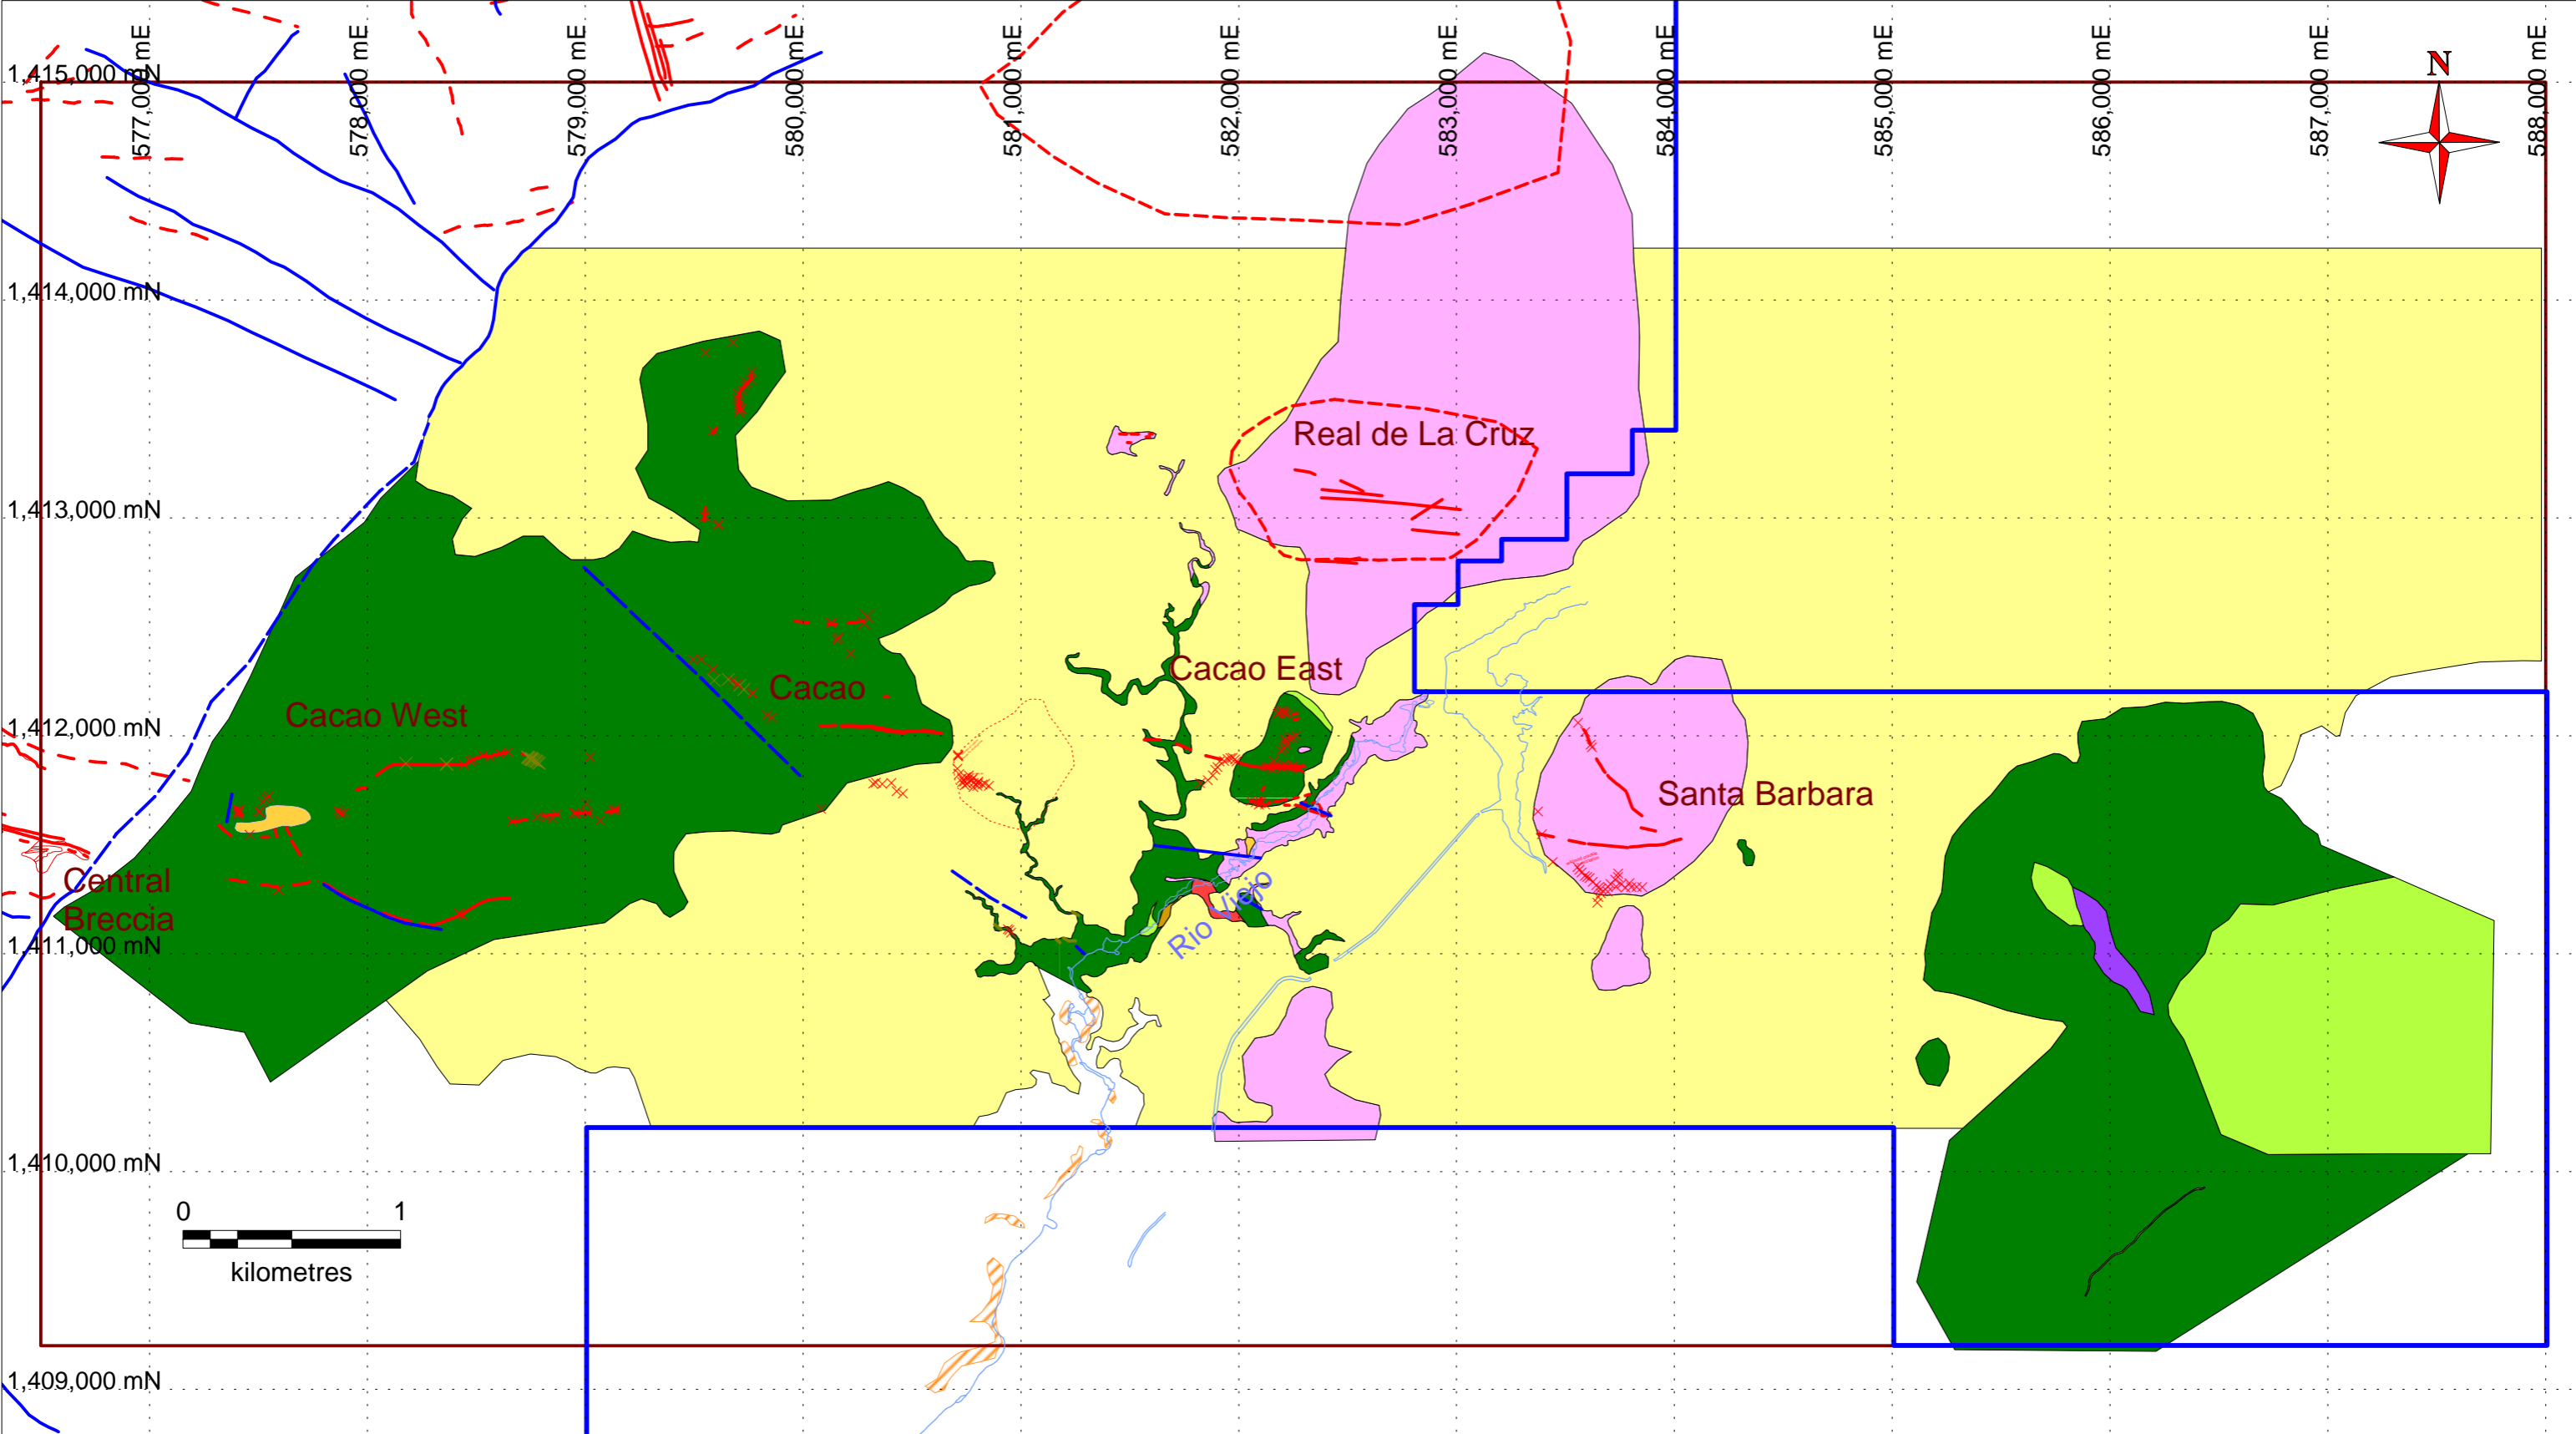 577,000 mE
578,000 mE
579,000 mE
580,000 mE
581,000 mE
582,000 mE
583,000 mE
584,000 mE
585,000 mE
586,000 mE
587,000 mE
588,000 mE
N
1,415,000 mN
1,414,000 mN
Real de La Cruz
1,413,000 mN
Cacao East
Cacao
Cacao West
1,412,000 mN
Santa Barbara
Central
Breccia
Rio Viejo
1,411,000 mN
1,410,000 mN
0 1
kilometres
1,409,000 mN